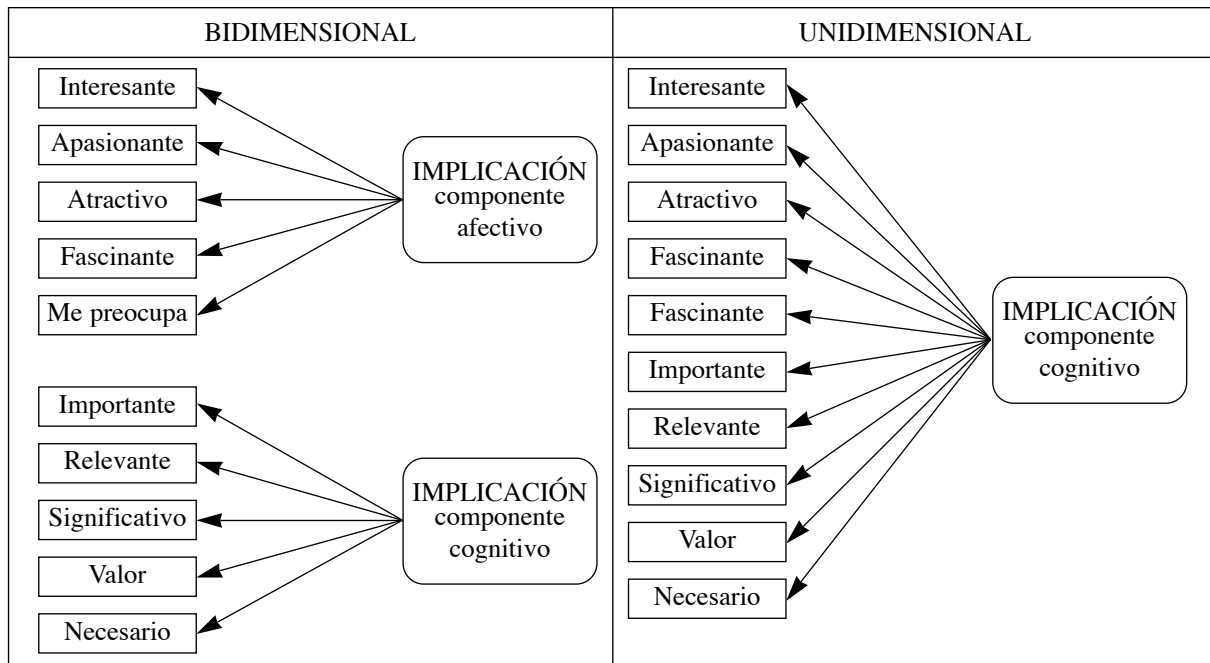 BIDIMENSIONAL
Interesante
Apasionante
Atractivo
Fascinante
Me preocupa
IMPLICACIÓN
componente
afectivo
Importante
Relevante
Significativo
Valor
Necesario
IMPLICACIÓN
componente
cognitivo
UNIDIMENSIONAL
Interesante
Apasionante
Atractivo
Fascinante
Fascinante
Importante
Relevante
Significativo
Valor
Necesario
IMPLICACIÓN
componente
cognitivo